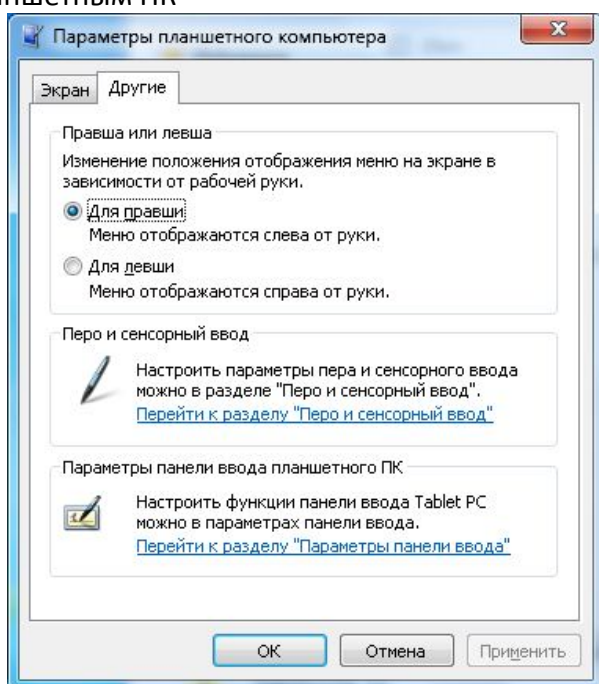 Параметры планшетного компьютера
Экран
Другие
Правша или левша
Изменение положения отображения меню на экране в
зависимости от рабочей руки.
Для правши
Меню отображаются слева от руки.
Для левши
Меню отображаются справа от руки.
Перо и сенсорный ввод
Настроить параметры пера и сенсорного ввода
можно в разделе "Перо и сенсорный ввод".
Перейти к разделу "Перо и сенсорный ввод"
Параметры панели ввода планшетного ПК
Настроить функции панели ввода Tablet PC
можно в параметрах панели ввода.
Перейти к разделу "Параметры панели ввода"
ОК
Отмена
Применить